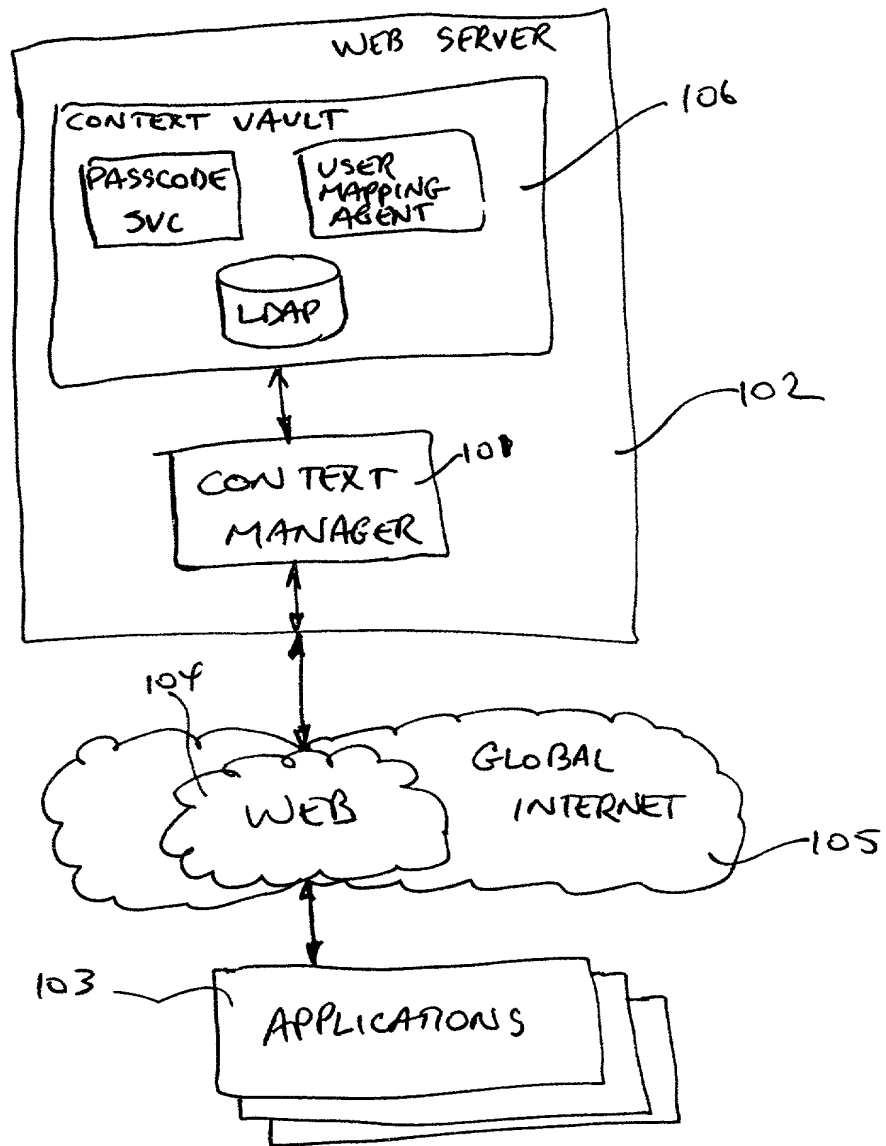 WEB SERVER
106
CONTEXT VAULT
PASSCODE
SVC
USER
MAPPING
AGENT
LDAP
102
101
CONTEXT
MANAGER
104
GLOBAL
INTERNET
WEB
105
103
APPLICATIONS